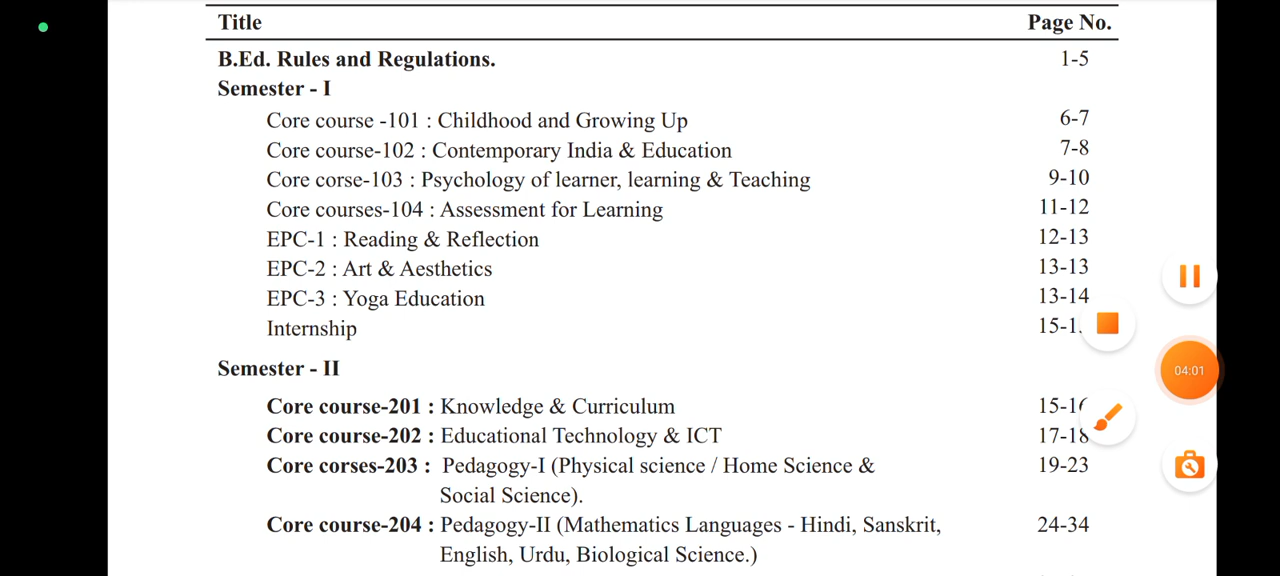 Title Page No.
B.Ed. Rules and Regulations. 1-5
Semester - I
Core course -101 : Childhood and Growing Up 6-7
Core course-102 : Contemporary India & Education 7-8
Core corse-103 : Psychology of learner, learning & Teaching 9-10
Core courses-104 : Assessment for Learning 11-12
EPC-1 : Reading & Reflection 12-13
EPC-2 : Art & Aesthetics 13-13
EPC-3 : Yoga Education 13-14
Internship
Semester - II
04:01
Core course-201 : Knowledge & Curriculum 15-16
Core course-202 : Educational Technology & ICT 17-18
Core corses-203 : Pedagogy-I (Physical science / Home Science & 19-23
Social Science).
Core course-204 : Pedagogy-II (Mathematics Languages - Hindi, Sanskrit, 24-34
English, Urdu, Biological Science.)